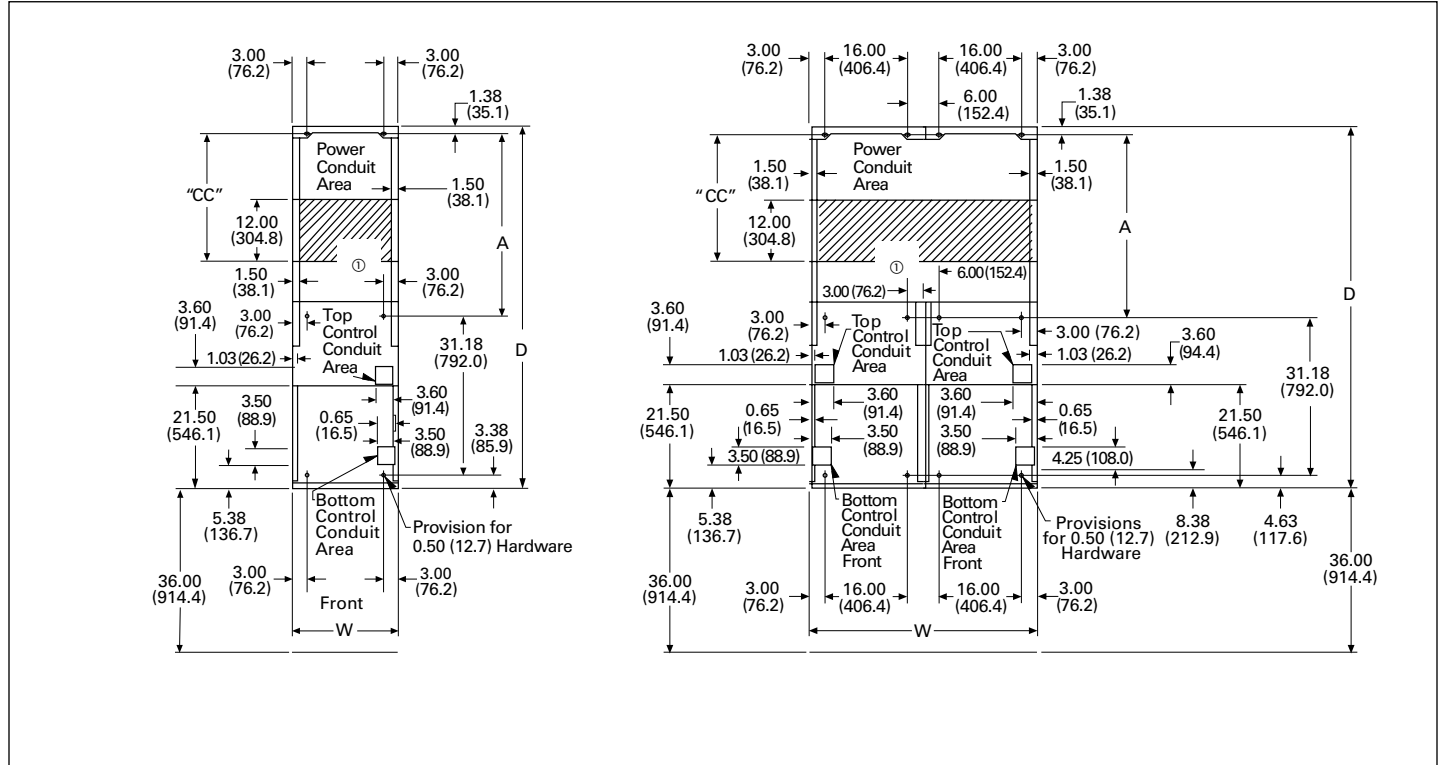 3.00
(76.2)
3.00
(76.2)
1.38
(35.1)
Power
Conduit
Area
"CC"
1.50
(38.1)
12.00
(304.8)
A
①
1.50
(38.1)
3.00
(76.2)
3.60
(91.4)
3.00
(76.2)
Top
Control
Conduit
Area
31.18
(792.0)
D
1.03 (26.2)
3.60
(91.4)
21.50
(546.1)
3.50
(88.9)
0.65
(16.5)
3.50
(88.9)
3.38
(85.9)
5.38
(136.7)
Bottom
Control
Conduit
Area
Provision for
0.50 (12.7) Hardware
36.00
(914.4)
3.00
(76.2)
3.00
(76.2)
Front
W
3.00
(76.2)
16.00
(406.4)
16.00
(406.4)
3.00
(76.2)
6.00
(152.4)
1.38
(35.1)
Power
Conduit
Area
"CC"
1.50
(38.1)
1.50
(38.1)
12.00
(304.8)
A
①
6.00 (152.4)
3.00 (76.2)
D
3.60
(91.4)
3.00
(76.2)
Top
Control
Conduit
Area
Top
Control
Conduit
Area
3.00 (76.2)
1.03 (26.2)
1.03 (26.2)
3.60
(94.4)
31.18
(792.0)
21.50
(546.1)
0.65
(16.5)
3.60
(91.4)
3.60
(91.4)
0.65
(16.5)
21.50
(546.1)
3.50 (88.9)
3.50
(88.9)
3.50
(88.9)
4.25 (108.0)
5.38
(136.7)
Bottom
Control
Conduit
Area
Front
Bottom
Control
Conduit
Area
Front
Provisions
for 0.50 (12.7)
Hardware
8.38
(212.9)
4.63
(117.6)
36.00
(914.4)
3.00
(76.2)
16.00
(406.4)
16.00
(406.4)
3.00
(76.2)
W